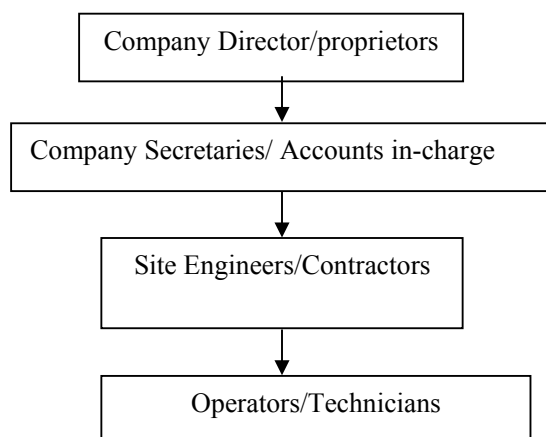 Company Director/proprietors
Company Secretaries/ Accounts in-charge
Site Engineers/Contractors
Operators/Technicians